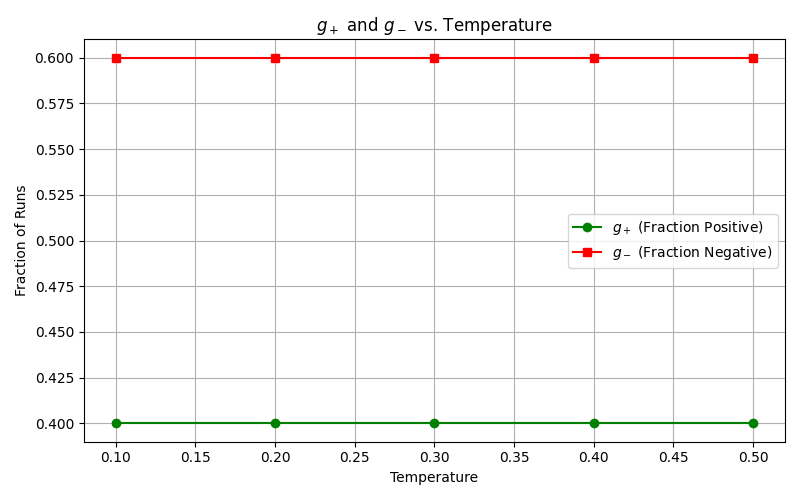 g₊ and g₋ vs. Temperature
0.600
0.575
0.550
0.525
0.500
0.475
0.450
0.425
0.400
Fraction of Runs
g₊ (Fraction Positive)
g₋ (Fraction Negative)
0.10 0.15 0.20 0.25 0.30 0.35 0.40 0.45 0.50
Temperature